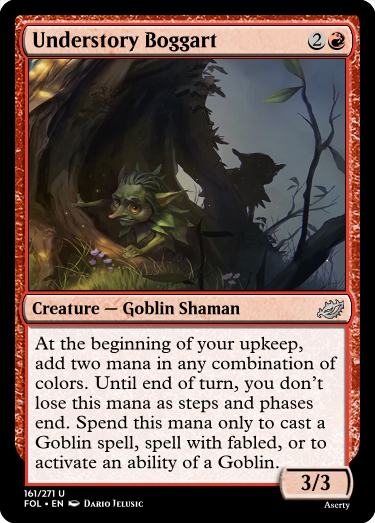 Understory Boggart 2
Creature — Goblin Shaman
At the beginning of your upkeep,
add two mana in any combination of
colors. Until end of turn, you don't
lose this mana as steps and phases
end. Spend this mana only to cast a
Goblin spell, spell with fabled, or to
activate an ability of a Goblin.
3/3
161/271 U
FOL • EN Dario Jelusic
Aserty